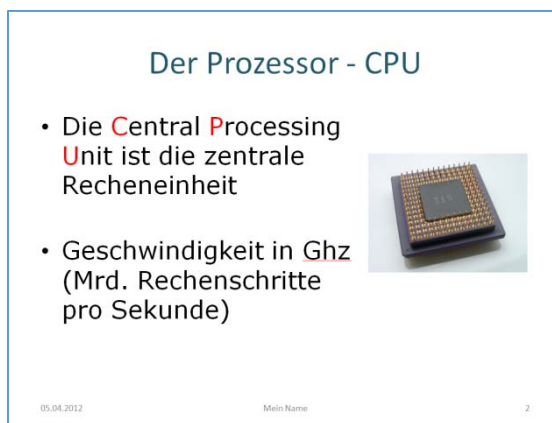 Der Prozessor - CPU
• Die Central Processing
Unit ist die zentrale
Recheneinheit
• Geschwindigkeit in Ghz
(Mrd. Rechenschritte
pro Sekunde)
05.04.2012 Mein Name 2